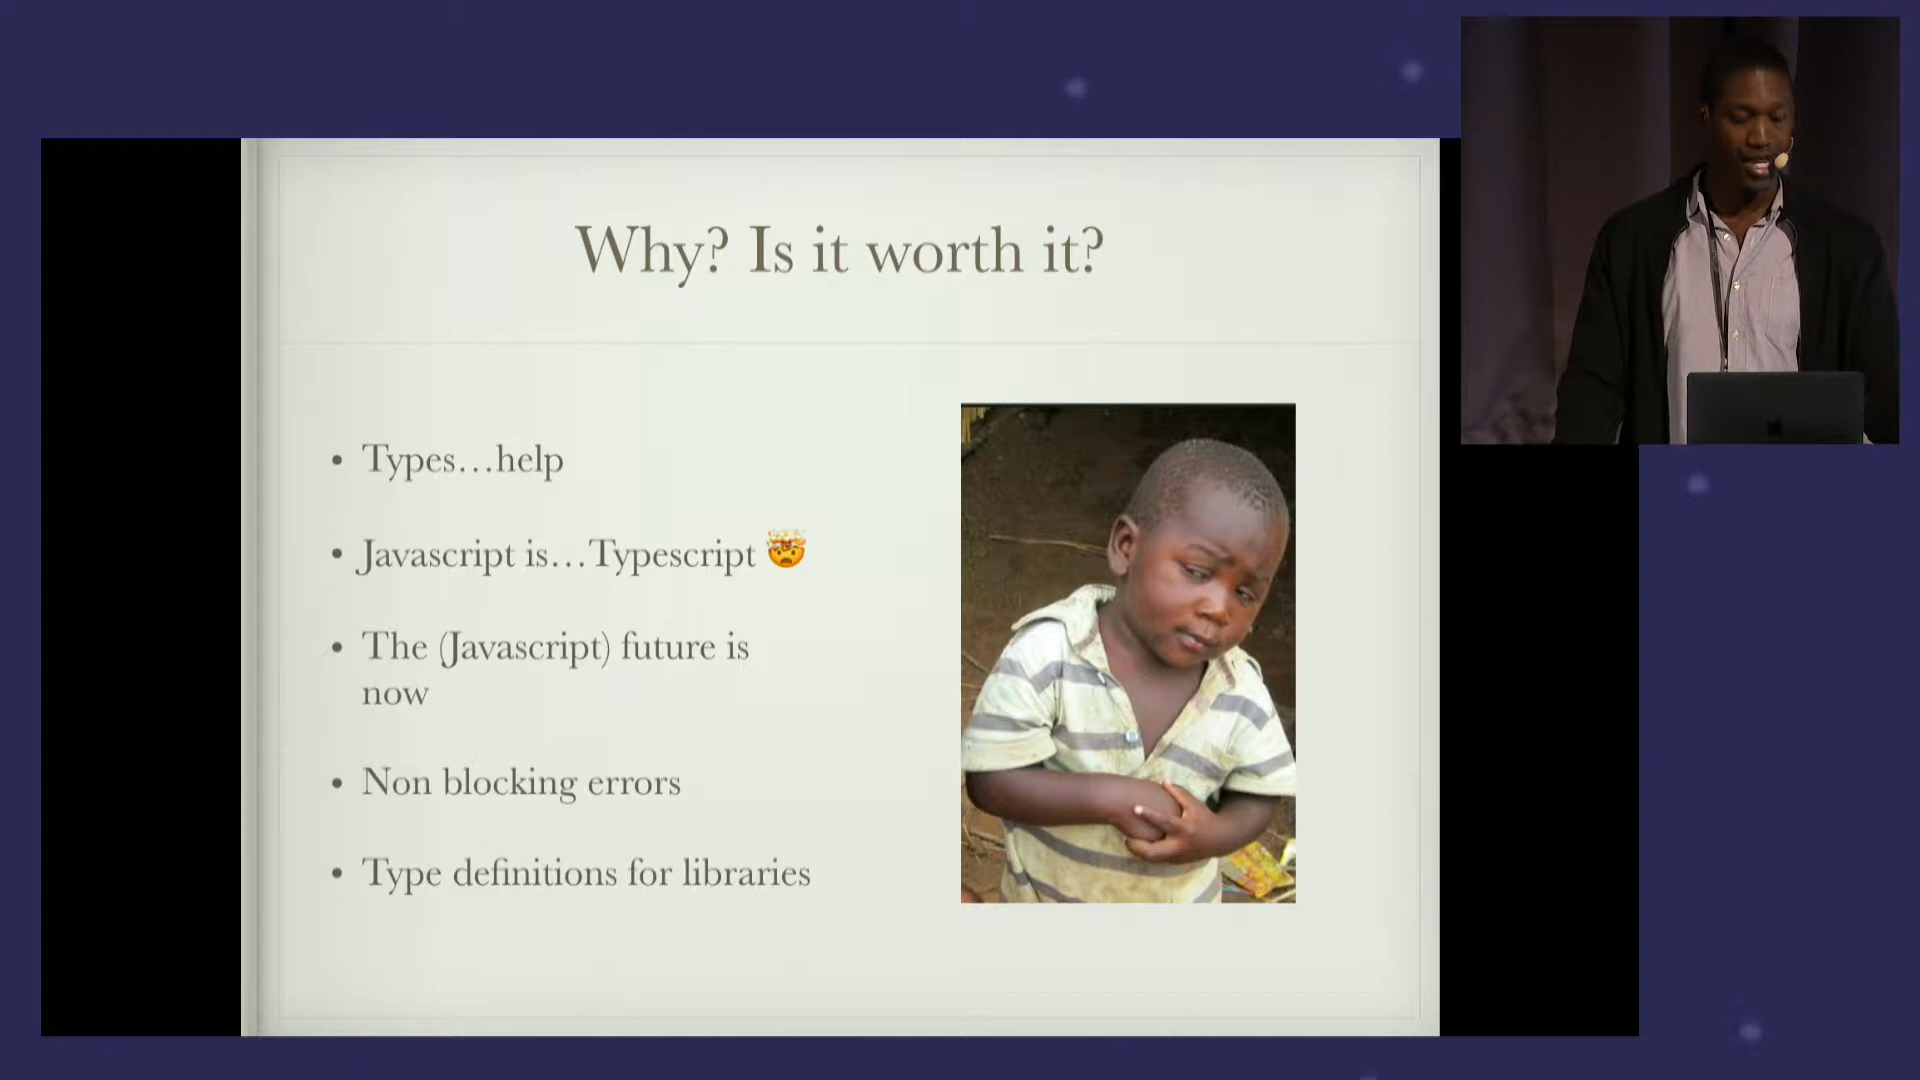 Why? Is it worth it?
• Types…help
• Javascript is…Typescript 🤯
• The (Javascript) future is
now
• Non blocking errors
• Type definitions for libraries